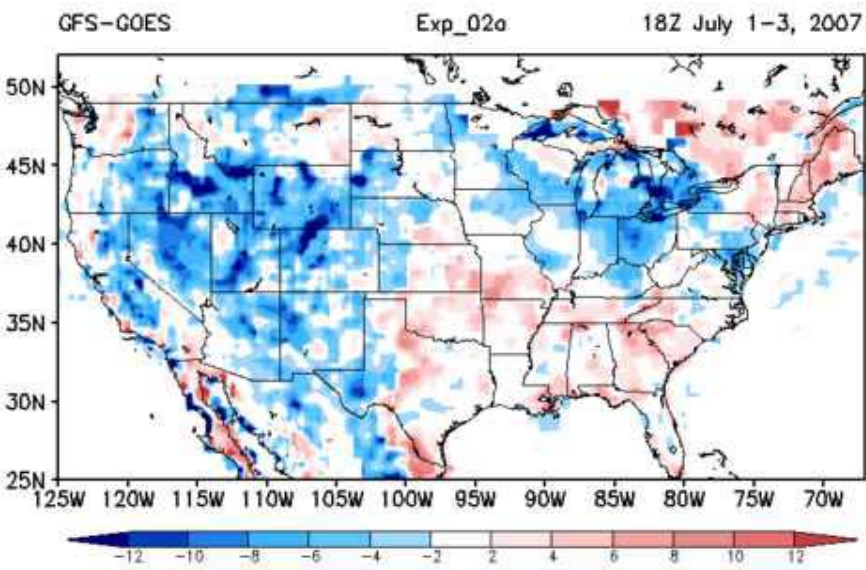 GFS-GOES Exp_02a 18Z July 1-3, 2007
50N
45N
40N
35N
30N
25N
125W 120W 115W 110W 105W 100W 95W 90W 85W 80W 75W 70W
-12 -10 -8 -6 -4 -2 2 4 6 8 10 12